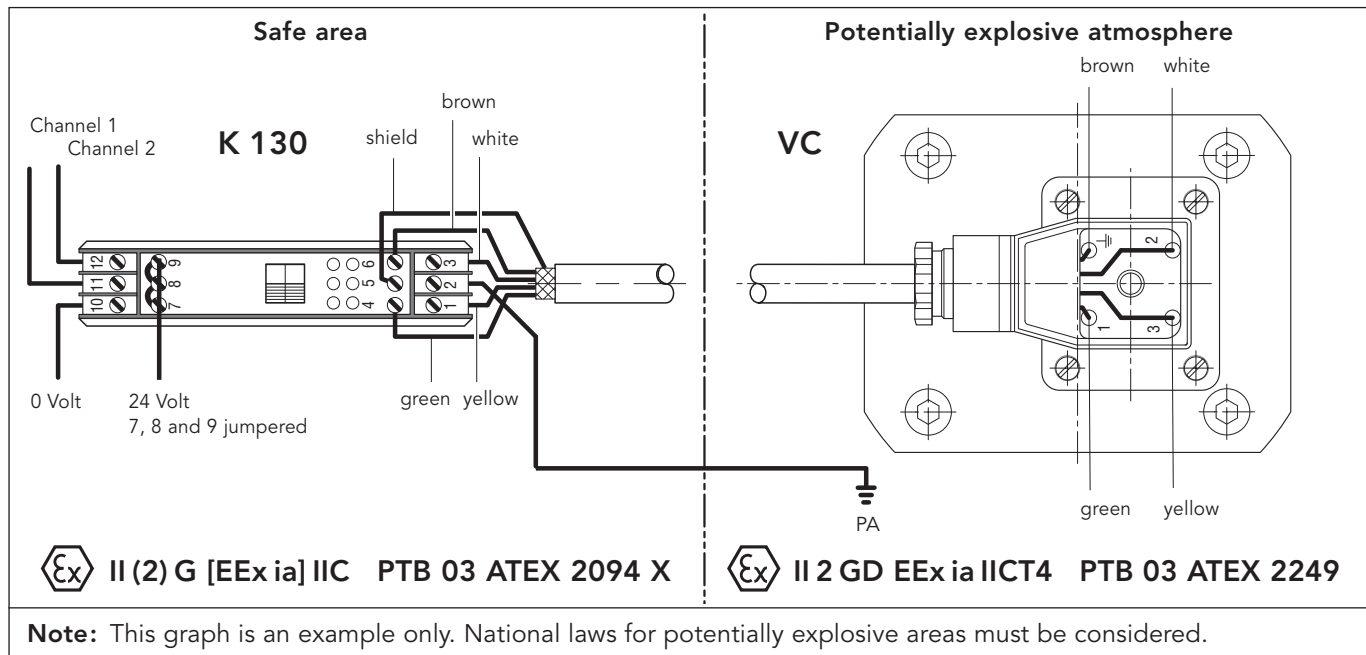 Safe area
Potentially explosive atmosphere
brown white
brown
Channel 1
Channel 2
K 130
shield
white
VC
12
11
10
9
8
7
6
5
4
3
2
1
2
1
3
0 Volt
24 Volt
7, 8 and 9 jumpered
green yellow
green yellow
PA
Ex II (2) G [EEx ia] IIC PTB 03 ATEX 2094 X
Ex II 2 GD EEx ia IICT4 PTB 03 ATEX 2249
Note: This graph is an example only. National laws for potentially explosive areas must be considered.